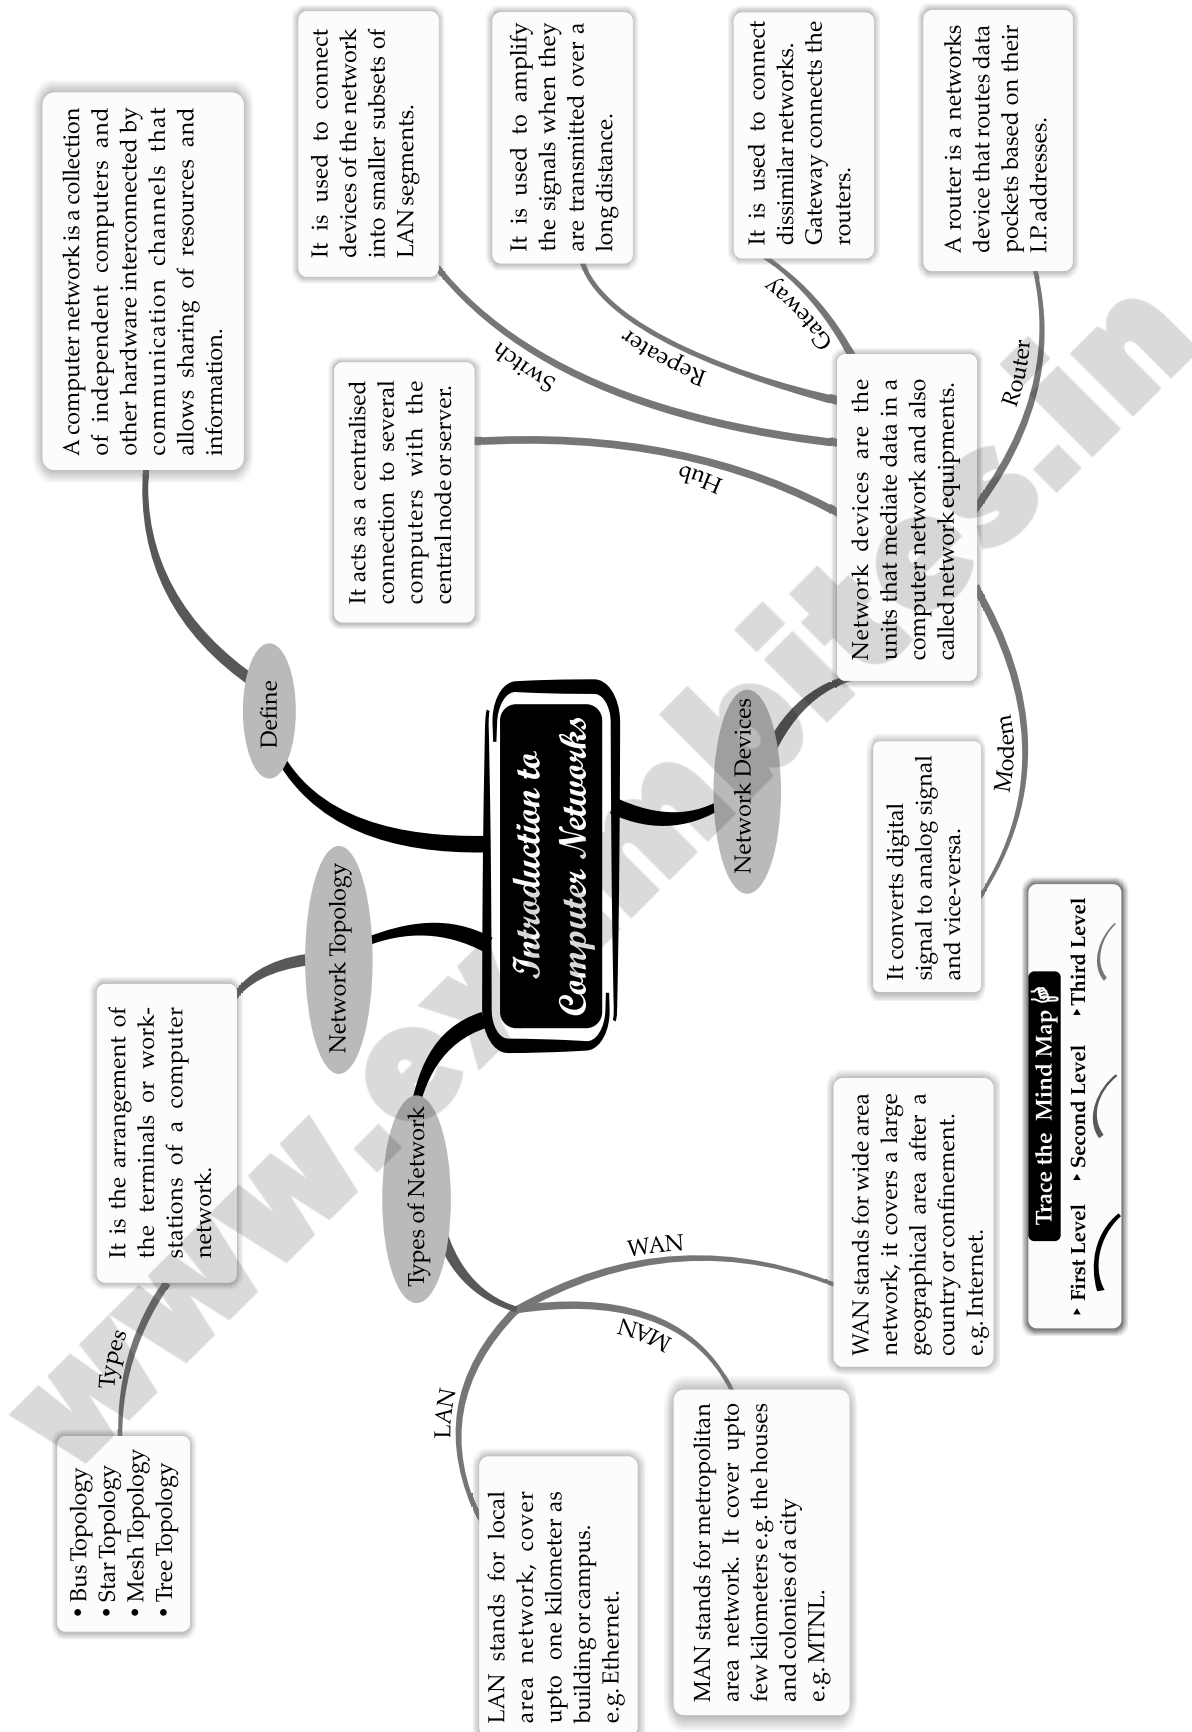 Introduction to
Computer Networks
Define
A computer network is a collection
of independent computers and
other hardware interconnected by
communication channels that
allows sharing of resources and
information.
Network Topology
It is the arrangement of
the terminals or work-
stations of a computer
network.
Types
• Bus Topology
• Star Topology
• Mesh Topology
• Tree Topology
Types of Network
LAN
LAN stands for local
area network, cover
upto one kilometer as
building or campus.
e.g. Ethernet.
MAN
MAN stands for metropolitan
area network. It cover upto
few kilometers e.g. the houses
and colonies of a city
e.g. MTNL.
WAN
WAN stands for wide area
network, it covers a large
geographical area after a
country or confinement.
e.g. Internet.
Network Devices
Network devices are the
units that mediate data in a
computer network and also
called network equipments.
Hub
It acts as a centralised
connection to several
computers with the
central node or server.
Switch
It is used to connect
devices of the network
into smaller subsets of
LAN segments.
Repeater
It is used to amplify
the signals when they
are transmitted over a
long distance.
Gateway
It is used to connect
dissimilar networks.
Gateway connects the
routers.
Router
A router is a networks
device that routes data
pockets based on their
I.P. addresses.
Modem
It converts digital
signal to analog signal
and vice-versa.
Trace the Mind Map
First Level Second Level Third Level
www.exambites.in